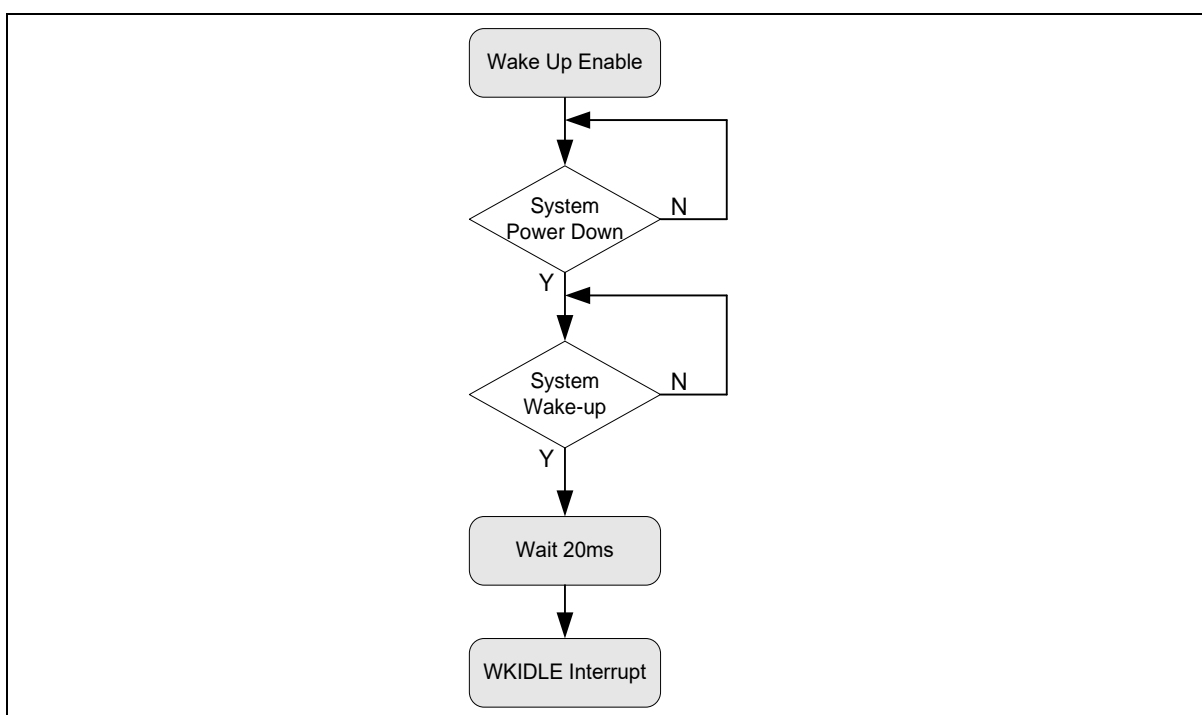 Wake Up Enable
System
Power Down
N
Y
System
Wake-up
N
Y
Wait 20ms
WKIDLE Interrupt